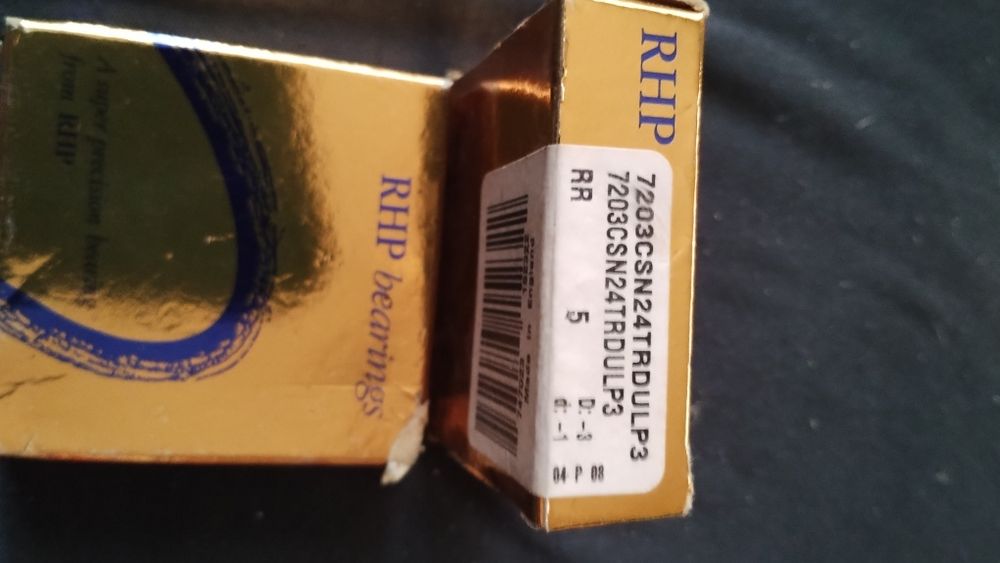 A super precision bearing
from RHP
RHP bearings
RHP
7203CSN24TRDULP3
7203CSN24TRDULP3
RR 5 D: -3
d: -1
04 P 08